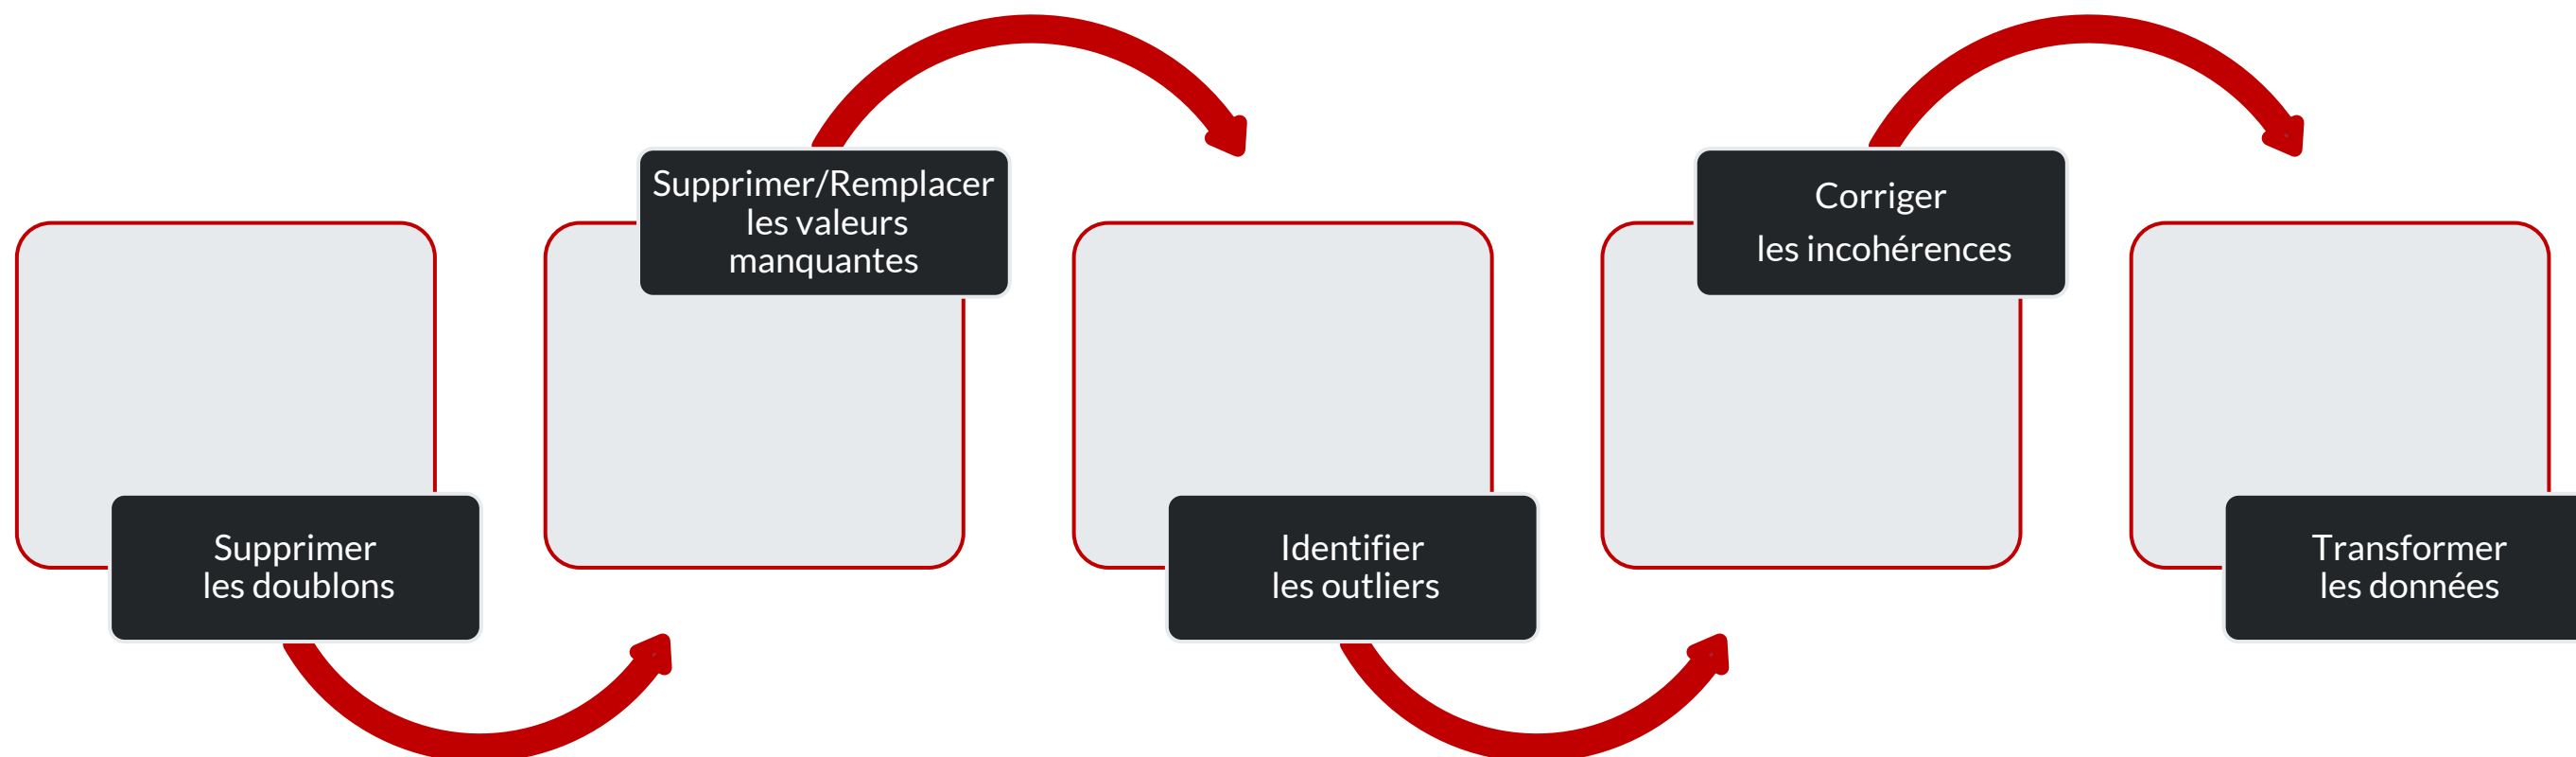 Supprimer
les doublons
Supprimer/Remplacer
les valeurs
manquantes
Identifier
les outliers
Corriger
les incohérences
Transformer
les données